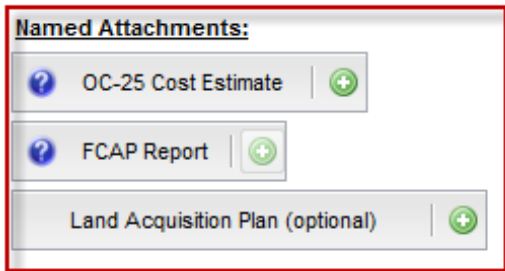 Named Attachments:
OC-25 Cost Estimate
FCAP Report
Land Acquisition Plan (optional)